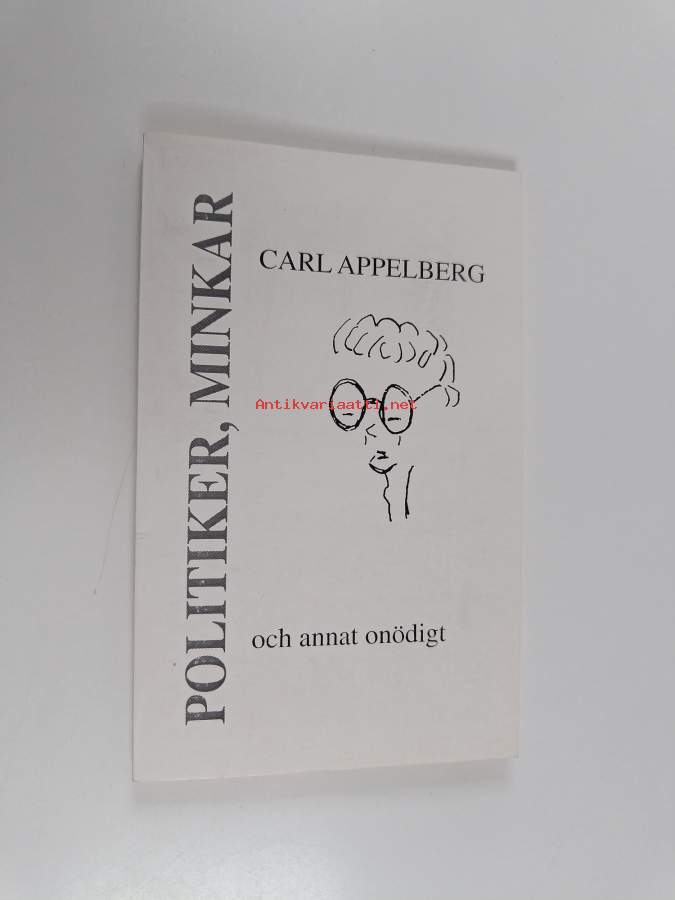 POLITIKER, MINKAR
CARL APPELBERG
Antikvariaatti.net
och annat onödigt